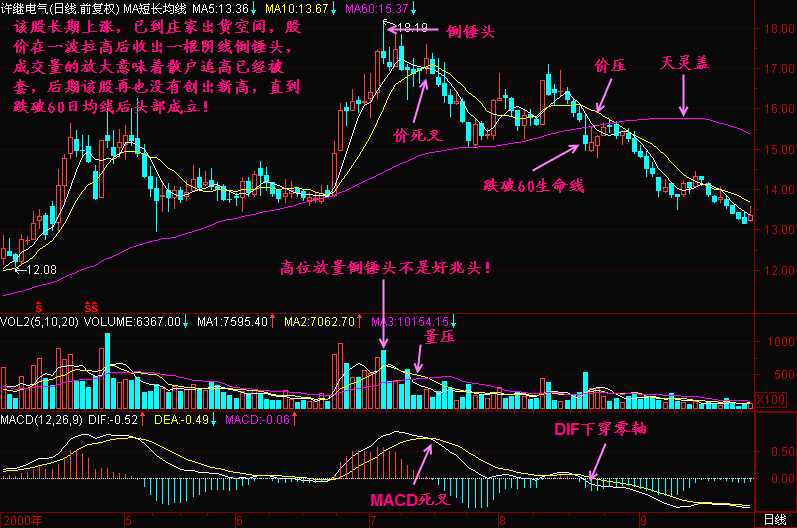 许继电气(日线.前复权) MA短长均线 MA5:13.36↓ MA10:13.67↓ MA60:15.37↓
该股长期上涨，已到庄家出货空间，股
价在一波拉高后收出一根阴线倒锤头，
成交量的放大意味着散户追高已经被
套，后期该股再也没有创出新高，直到
跌破60日均线后头部成立！
18.19
倒锤头
18.00
价压
天灵盖
17.00
16.00
价死叉
15.00
跌破60生命线
14.00
13.00
高位放量倒锤头不是好兆头！
12.08
12.00
S
S S
VOL2(5,10,20) VOLUME:6367.00↓ MA1:7595.40↑ MA2:7062.70↑ MA3:10154.15↓
量压
1000
500
X100
MACD(12,26,9) DIF:-0.52↑ DEA:-0.49↓ MACD:-0.06↑
DIF下穿零轴
0.50
0.00
MACD死叉
2000年 5 6 7 8 9 日线